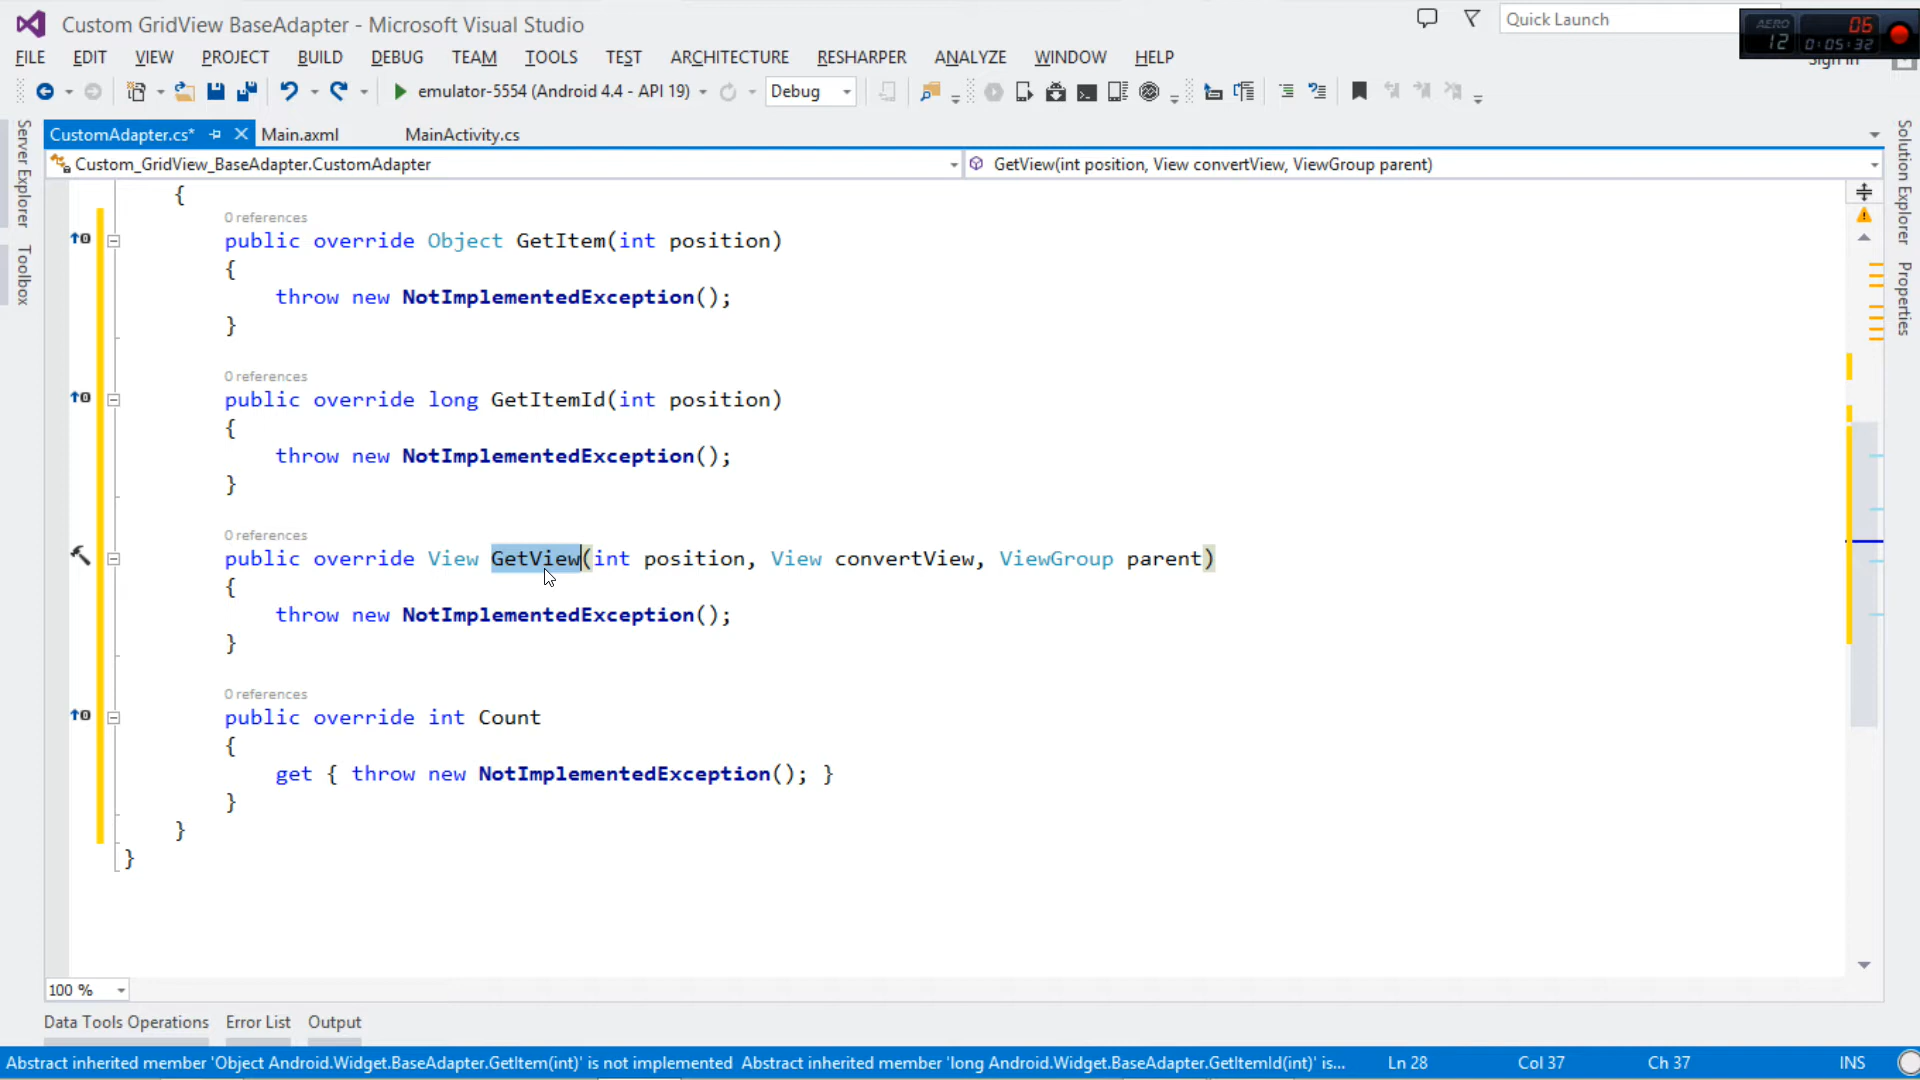 Custom GridView BaseAdapter - Microsoft Visual Studio
Quick Launch
AERO 12 06 0:05:32
FILE EDIT VIEW PROJECT BUILD DEBUG TEAM TOOLS TEST ARCHITECTURE RESHARPER ANALYZE WINDOW HELP
Sign in
emulator-5554 (Android 4.4 - API 19) Debug
CustomAdapter.cs* Main.axml MainActivity.cs
Custom_GridView_BaseAdapter.CustomAdapter GetView(int position, View convertView, ViewGroup parent)
Server Explorer
Toolbox
Solution Explorer
Properties
{
0 references
public override Object GetItem(int position)
{
throw new NotImplementedException();
}
0 references
public override long GetItemId(int position)
{
throw new NotImplementedException();
}
0 references
public override View GetView(int position, View convertView, ViewGroup parent)
{
throw new NotImplementedException();
}
0 references
public override int Count
{
get { throw new NotImplementedException(); }
}
}
}
100 %
Data Tools Operations Error List Output
Abstract inherited member 'Object Android.Widget.BaseAdapter.GetItem(int)' is not implemented Abstract inherited member 'long Android.Widget.BaseAdapter.GetItemId(int)' is... Ln 28 Col 37 Ch 37 INS